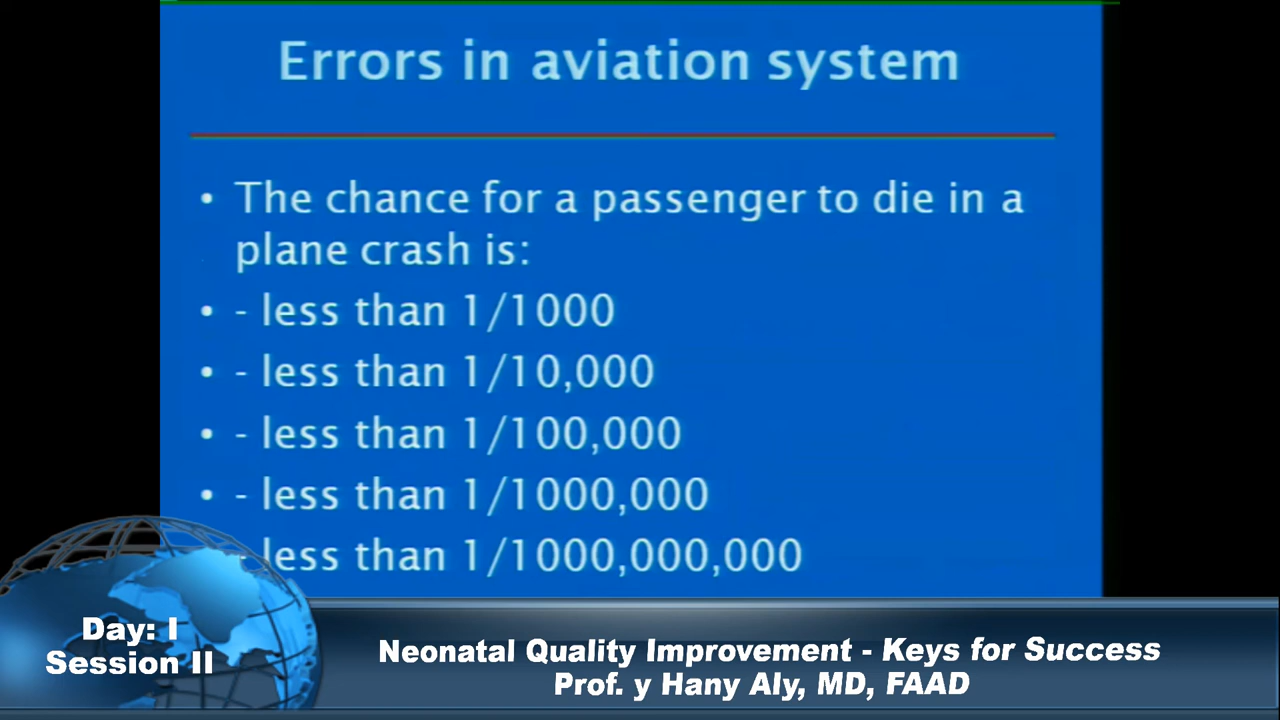 Errors in aviation system
• The chance for a passenger to die in a
plane crash is:
• - less than 1/1000
• - less than 1/10,000
• - less than 1/100,000
• - less than 1/1000,000
- less than 1/1000,000,000
Day: I
Session II
Neonatal Quality Improvement - Keys for Success
Prof. y Hany Aly, MD, FAAD